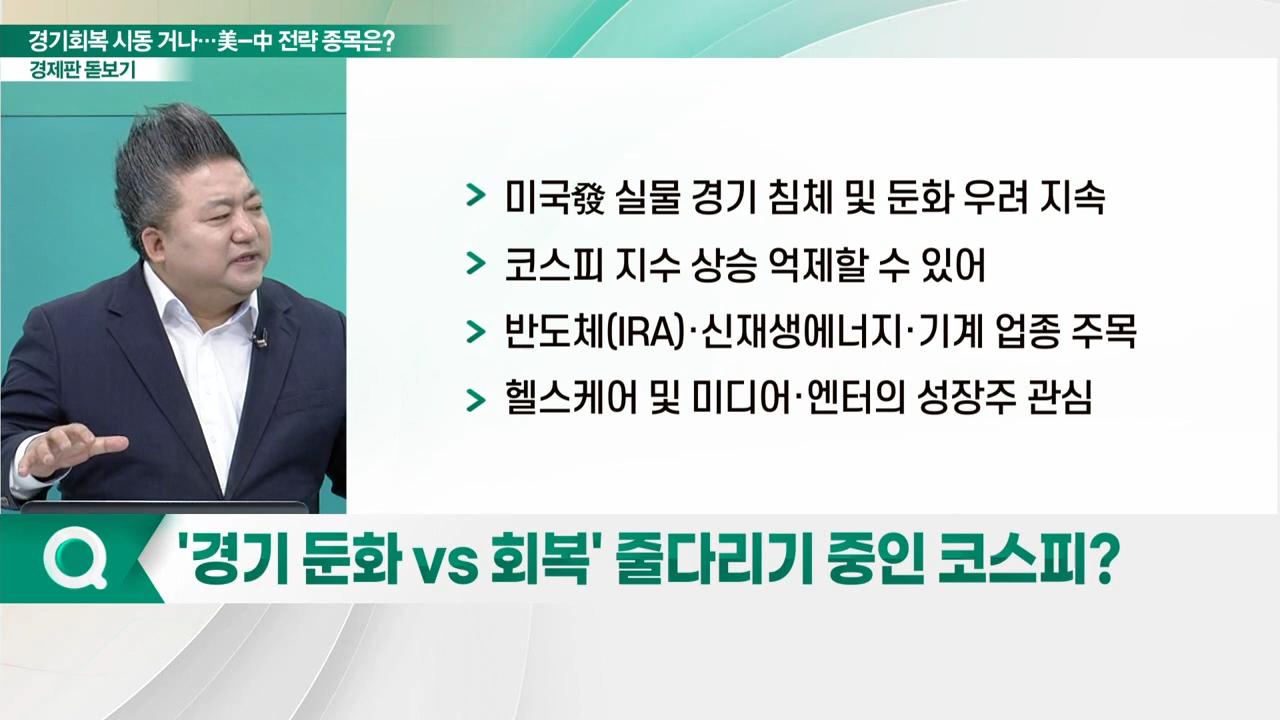 경기회복 시동 거나…美-中 전략 종목은?
경제판 돋보기
> 미국發 실물 경기 침체 및 둔화 우려 지속
> 코스피 지수 상승 억제할 수 있어
> 반도체(IRA)·신재생에너지·기계 업종 주목
> 헬스케어 및 미디어·엔터의 성장주 관심
'경기 둔화 vs 회복' 줄다리기 중인 코스피?